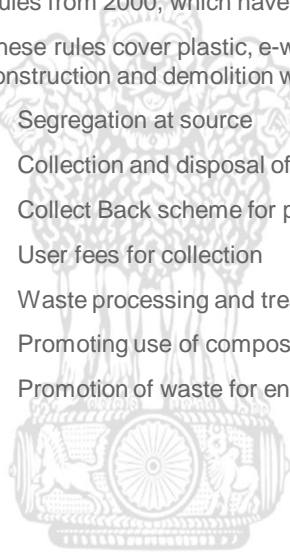 ules from 2000, which have
hese rules cover plastic, e-w
onstruction and demolition w
Segregation at source
Collection and disposal of
Collect Back scheme for p
User fees for collection
Waste processing and tre
Promoting use of compos
Promotion of waste for en